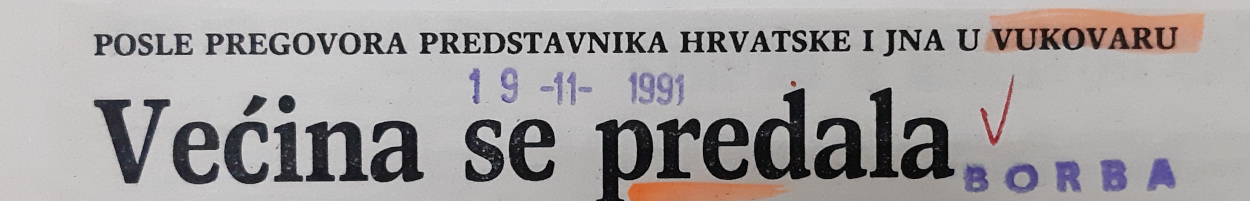 POSLE PREGOVORA PREDSTAVNIKA HRVATSKE I JNA U VUKOVARU
19 -11- 1991
Većina se predala
BORBA